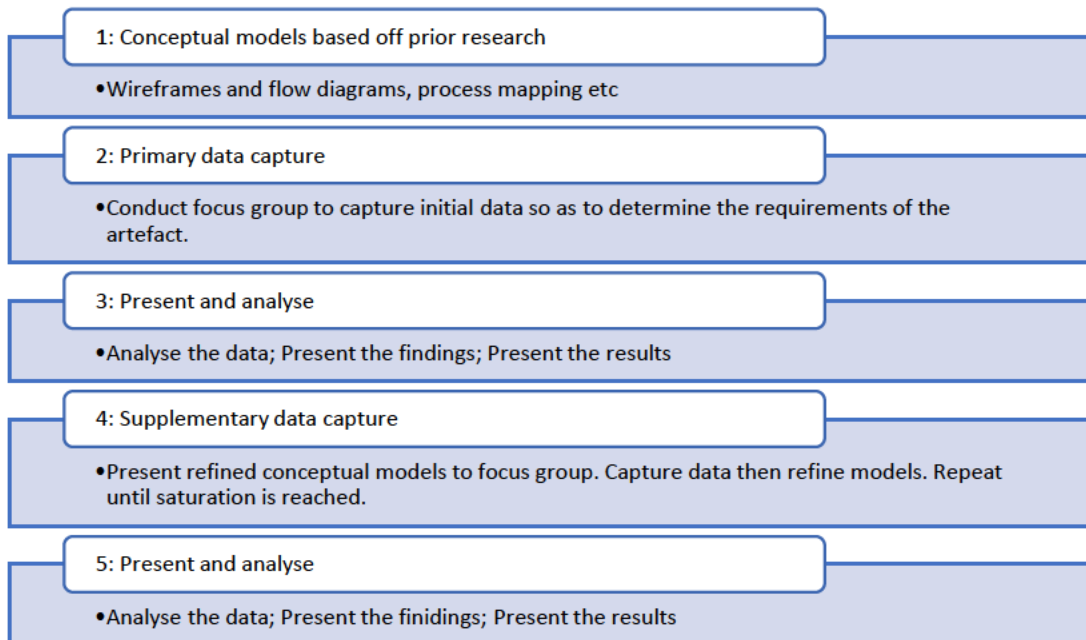 1: Conceptual models based off prior research
•Wireframes and flow diagrams, process mapping etc
2: Primary data capture
•Conduct focus group to capture initial data so as to determine the requirements of the
artefact.
3: Present and analyse
•Analyse the data; Present the findings; Present the results
4: Supplementary data capture
•Present refined conceptual models to focus group. Capture data then refine models. Repeat
until saturation is reached.
5: Present and analyse
•Analyse the data; Present the finidings; Present the results